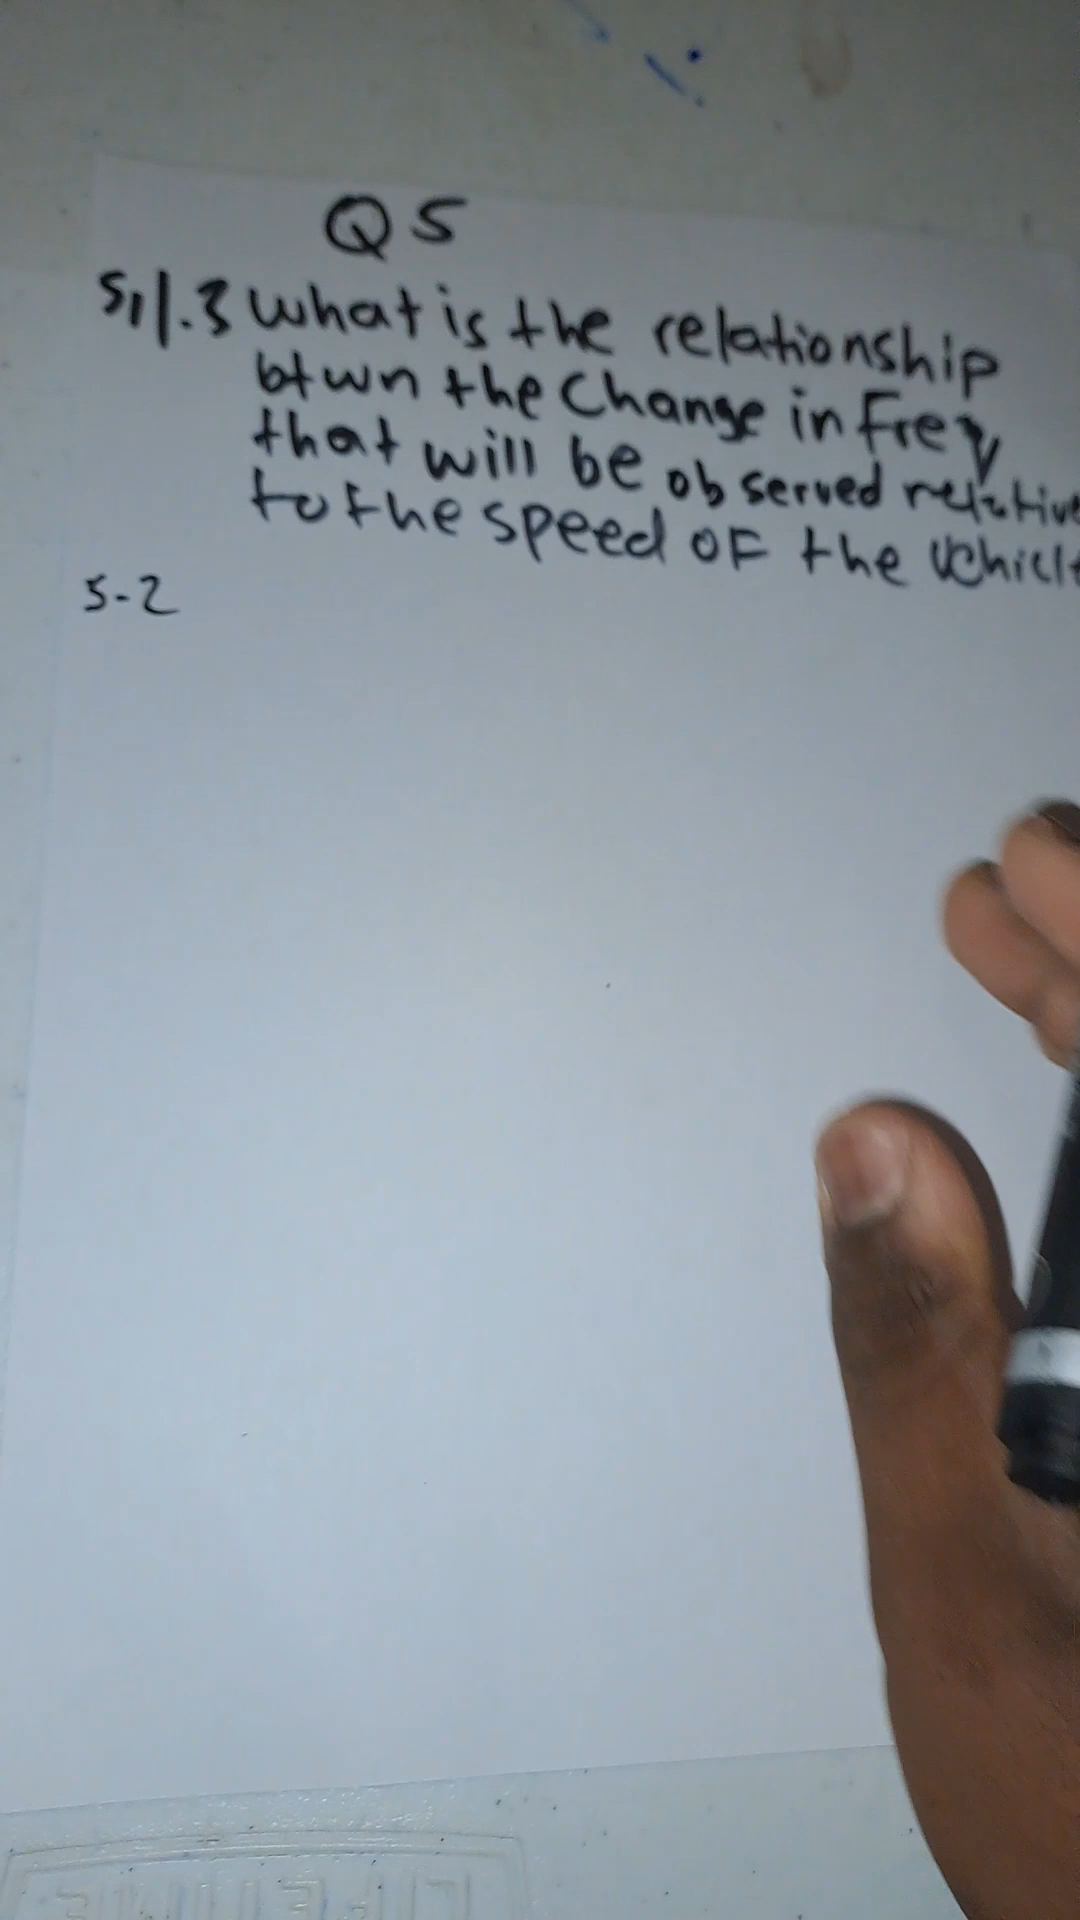 Q5
5.1.3 what is the relationship
btwn the change in Freq
that will be observed relative
to the speed of the vehicle
5-2
LIFETIME